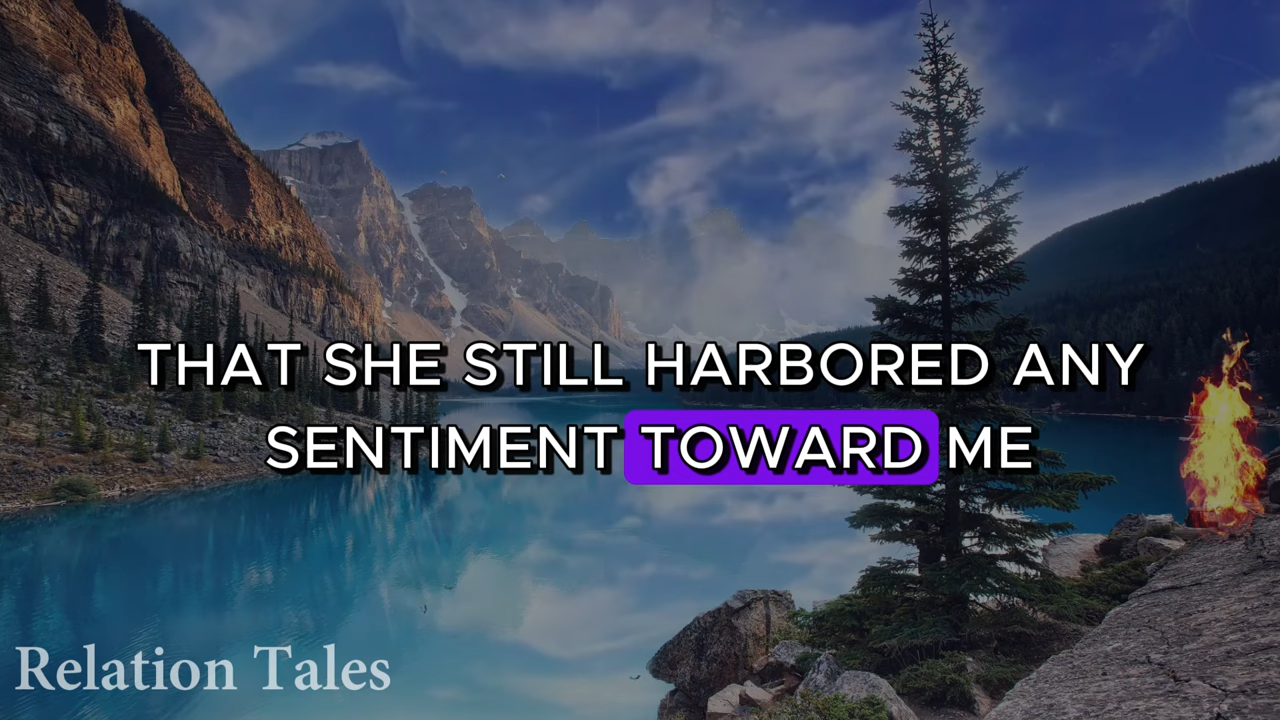 THAT SHE STILL HARBORED ANY
SENTIMENT TOWARD ME
Relation Tales